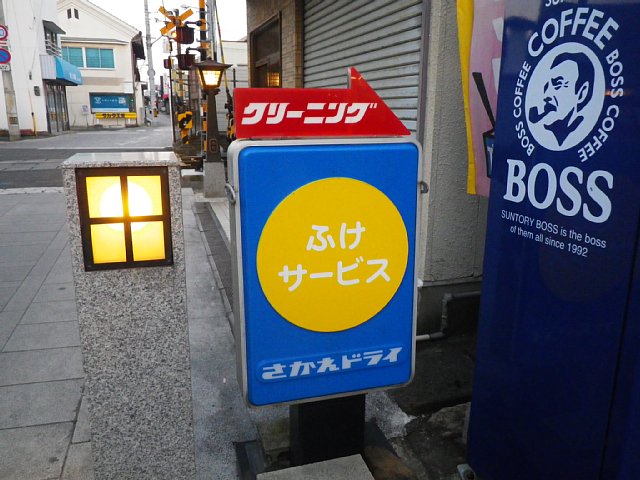 クリーニング
ふけ
サービス
さかえドライ
COFFEE
BOSS COFFEE
BOSS COFFEE
BOSS
SUNTORY BOSS is the boss
of them all since 1992